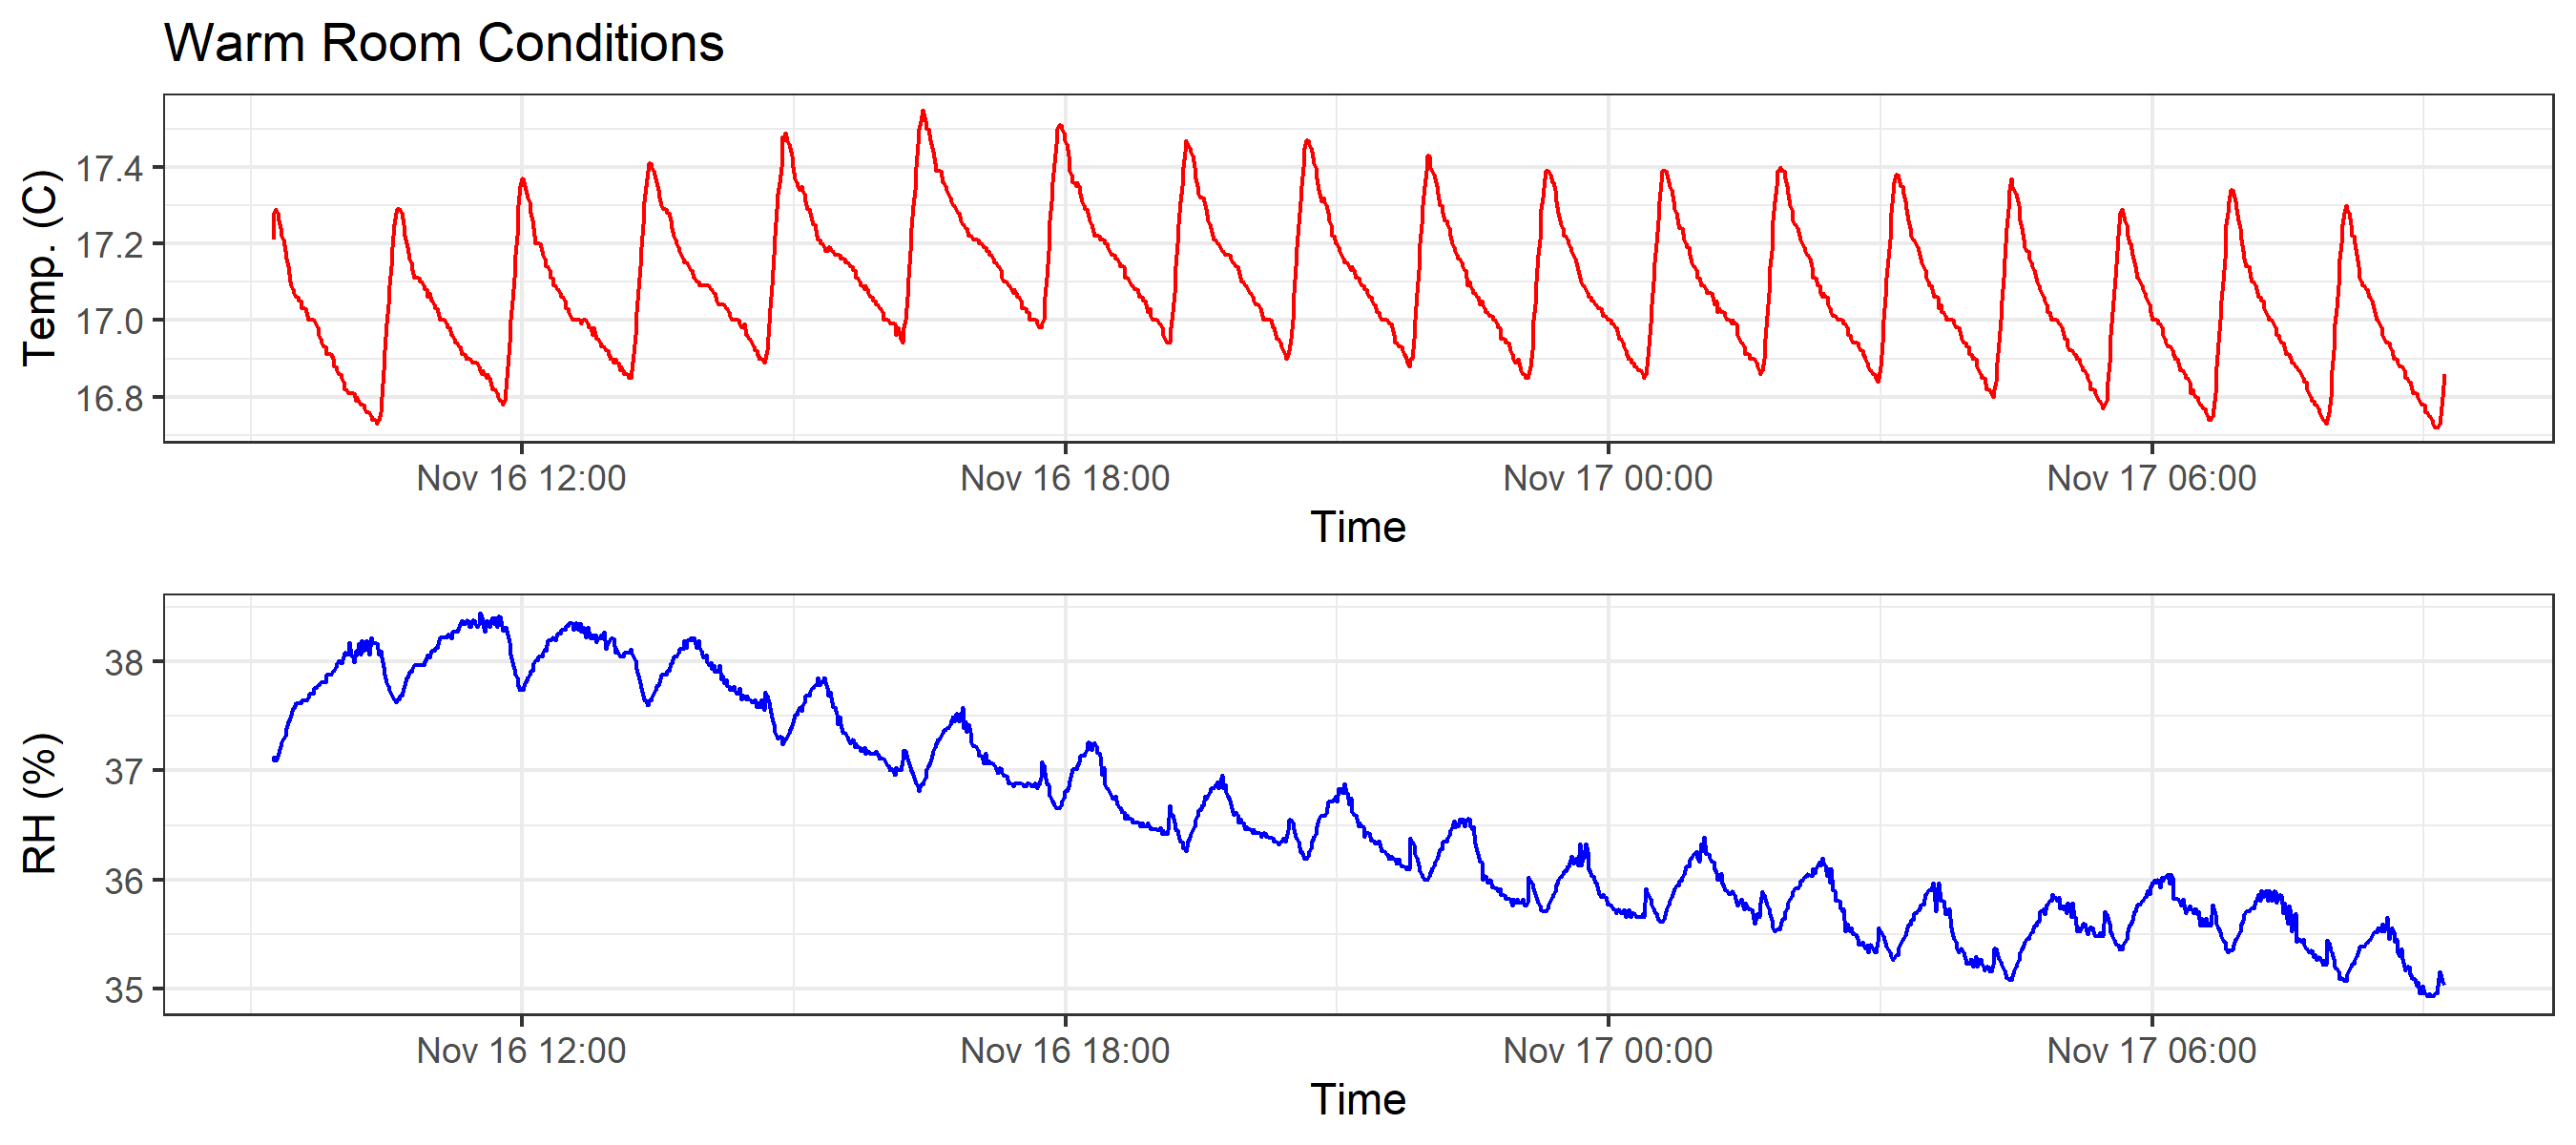 Warm Room Conditions
Temp. (C)
17.4
17.2
17.0
16.8
Nov 16 12:00 Nov 16 18:00 Nov 17 00:00 Nov 17 06:00
Time
RH (%)
38
37
36
35
Nov 16 12:00 Nov 16 18:00 Nov 17 00:00 Nov 17 06:00
Time